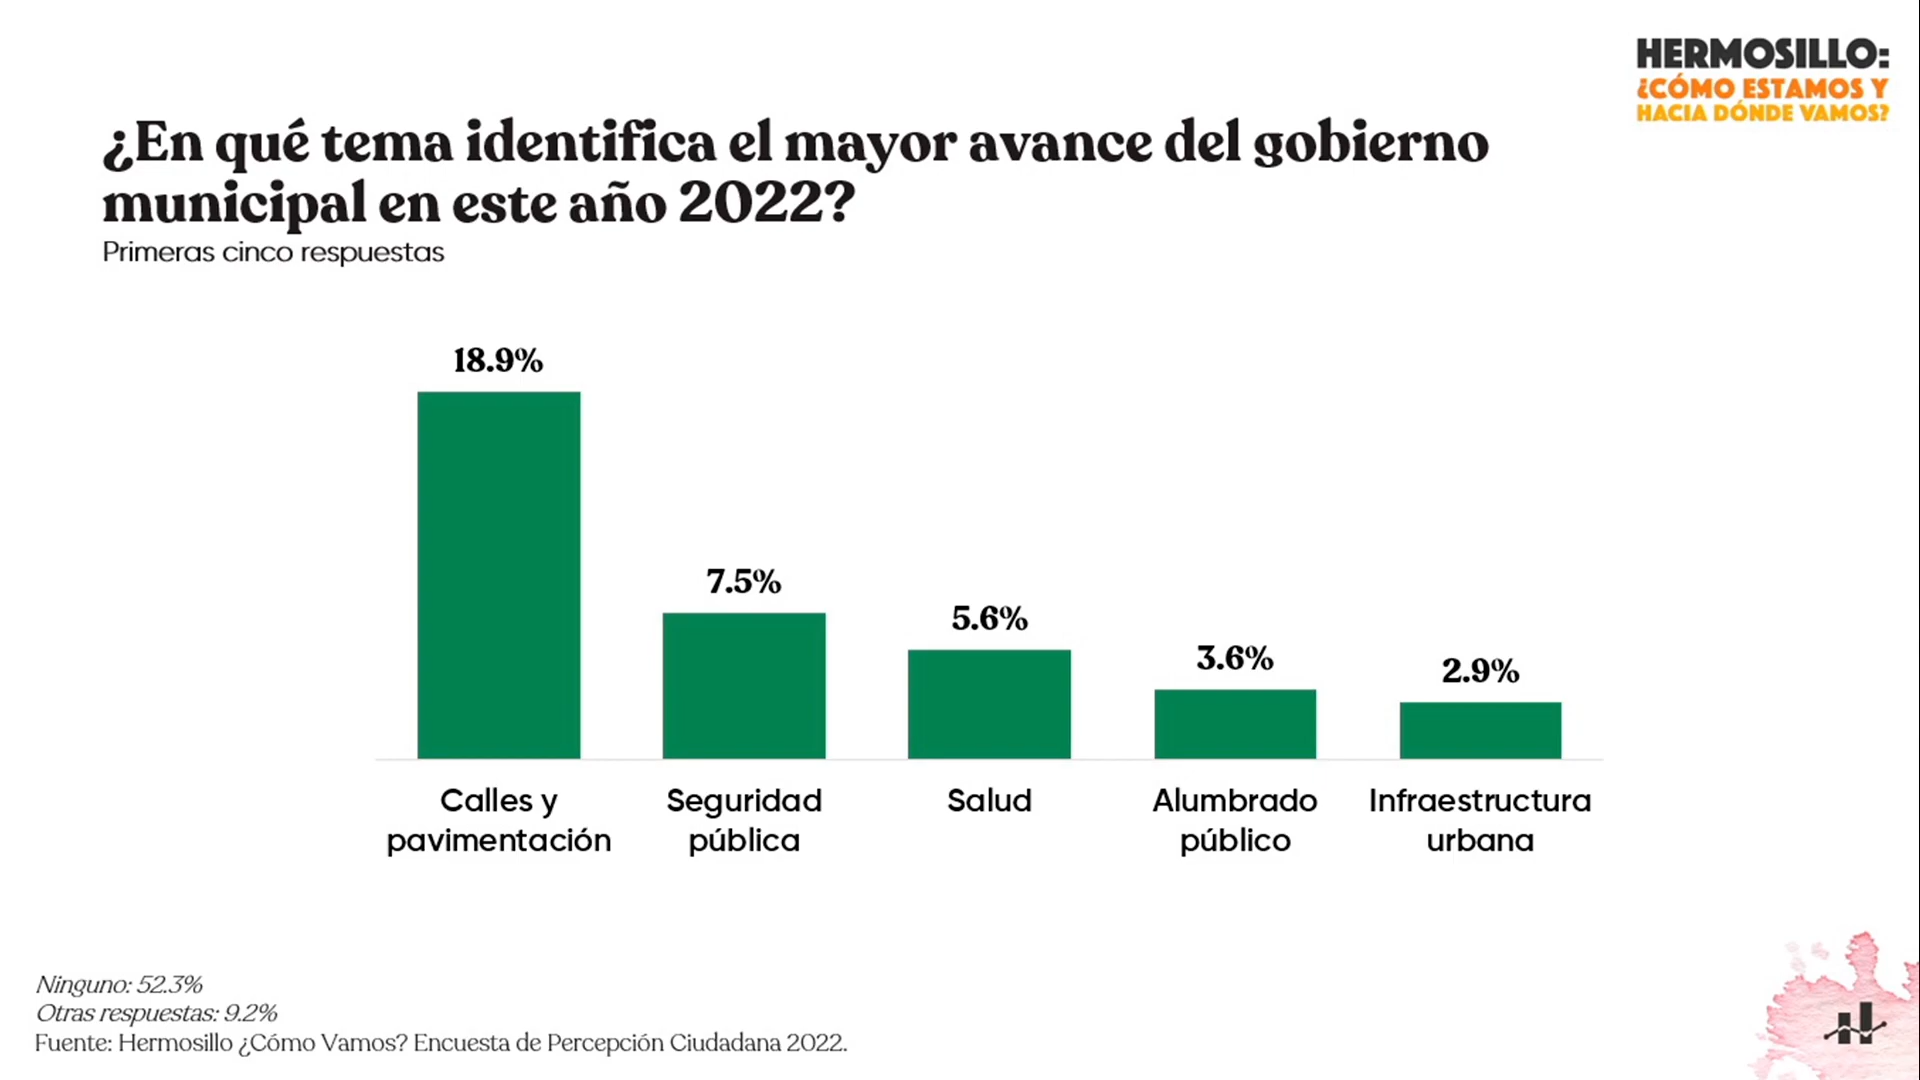 HERMOSILLO:
¿CÓMO ESTAMOS Y
HACIA DÓNDE VAMOS?
¿En qué tema identifica el mayor avance del gobierno
municipal en este año 2022?
Primeras cinco respuestas
18.9%
7.5%
5.6%
3.6%
2.9%
Calles y
pavimentación
Seguridad
pública
Salud
Alumbrado
público
Infraestructura
urbana
Ninguno: 52.3%
Otras respuestas: 9.2%
Fuente: Hermosillo ¿Cómo Vamos? Encuesta de Percepción Ciudadana 2022.